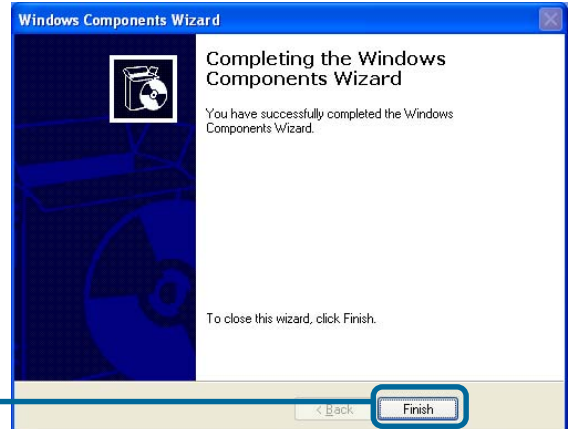 Windows Components Wizard
Completing the Windows
Components Wizard
You have successfully completed the Windows
Components Wizard.
To close this wizard, click Finish.
< Back
Finish